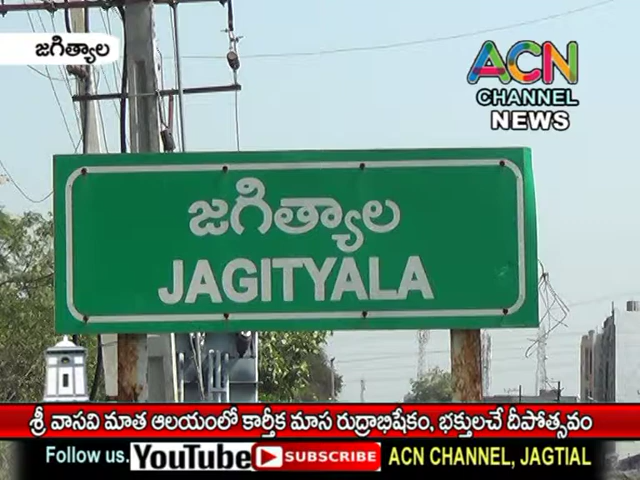 జగిత్యాల
ACN
CHANNEL
NEWS
జగిత్యాల
JAGITYALA
శ్రీ వాసవి మాత ఆలయంలో కార్తీక మాస రుద్రాభిషేకం, భక్తులచే దీపోత్సవం
Follow us. YouTube SUBSCRIBE ACN CHANNEL, JAGTIAL